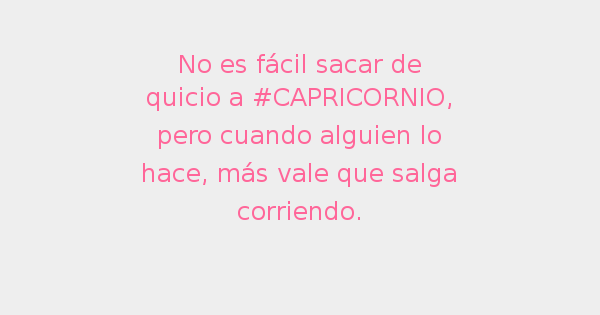 No es fácil sacar de
quicio a #CAPRICORNIO,
pero cuando alguien lo
hace, más vale que salga
corriendo.